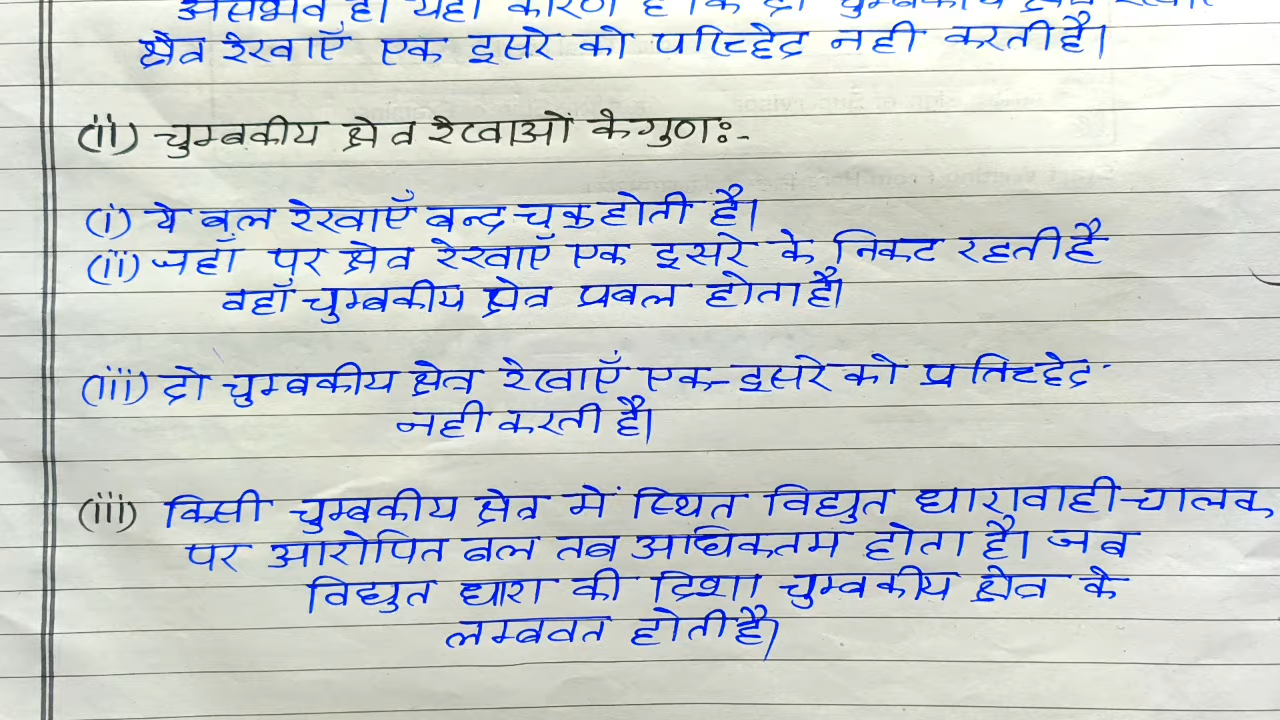 असंभव है। यही कारण है कि दो चुम्बकीय क्षेत्र
क्षेत्र रेखाएँ एक दूसरे को परिच्छेद नही करती है।
(ii) चुम्बकीय क्षेत्र रेखाओं के गुण:-
(i) ये बल रेखाएँ बन्द चक्र होती है।
(ii) जहाँ पर क्षेत्र रेखाएँ एक दूसरे के निकट रहती है
वहाँ चुम्बकीय क्षेत्र प्रबल होता है।
(iii) दो चुम्बकीय क्षेत्र रेखाएँ एक-दूसरे को प्रतिच्छेद
नही करती है।
(iii) किसी चुम्बकीय क्षेत्र में स्थित विद्युत धारावाही चालक
पर आरोपित बल तब अधिकतम होता है। जब
विद्युत धारा की दिशा चुम्बकीय क्षेत्र के
लम्बवत होती है।